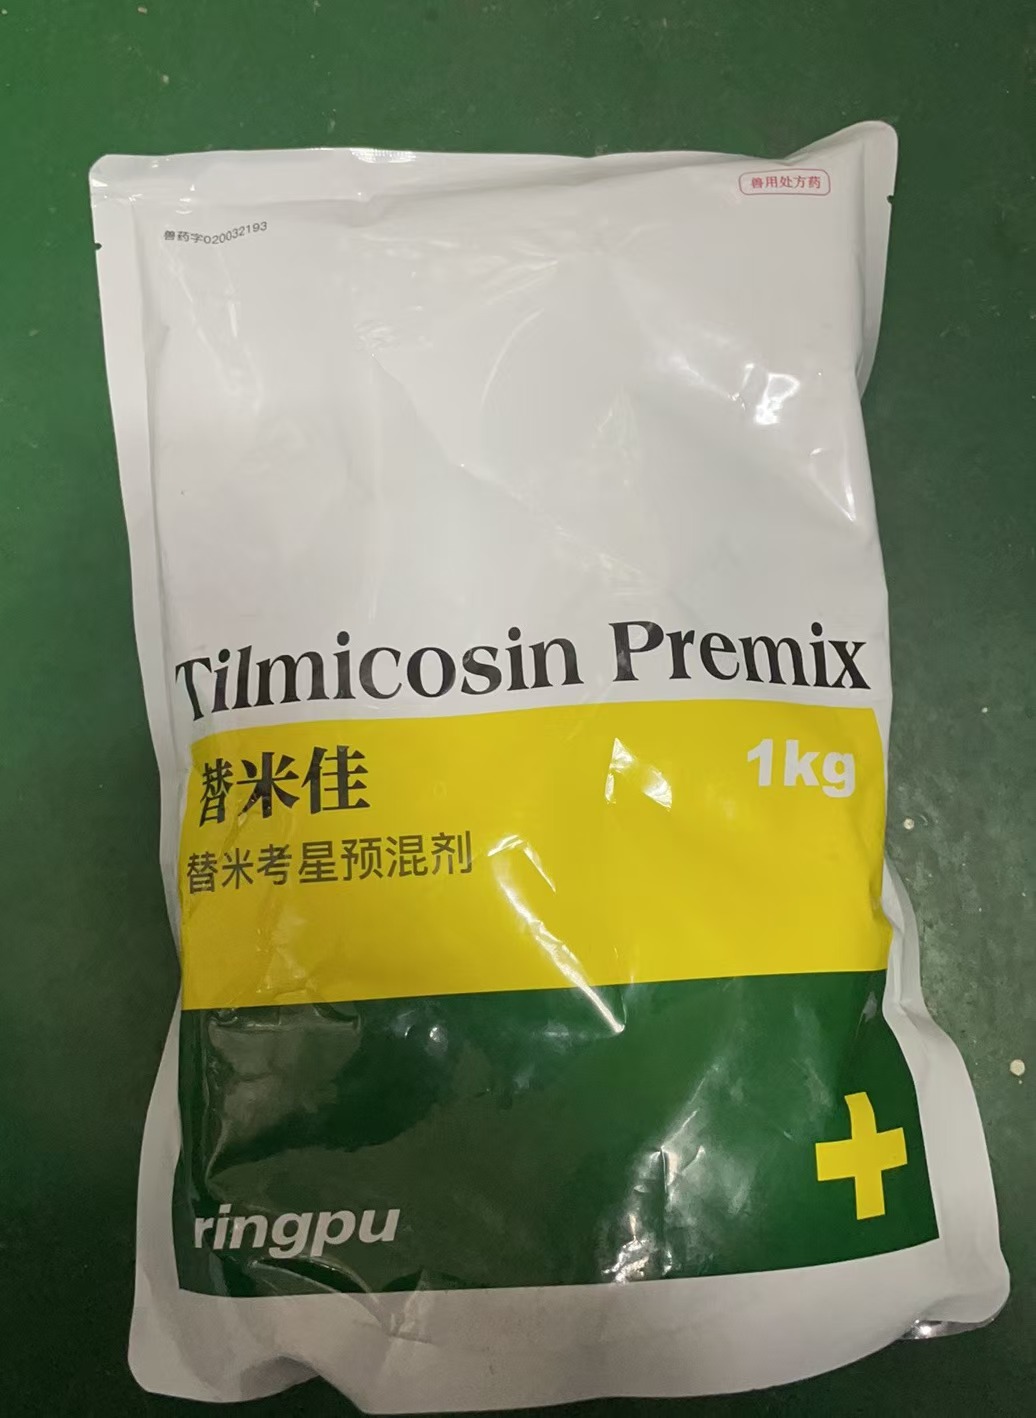 兽用处方药
兽药字020032193
Tilmicosin Premix
替米佳
1kg
替米考星预混剂
ringpu